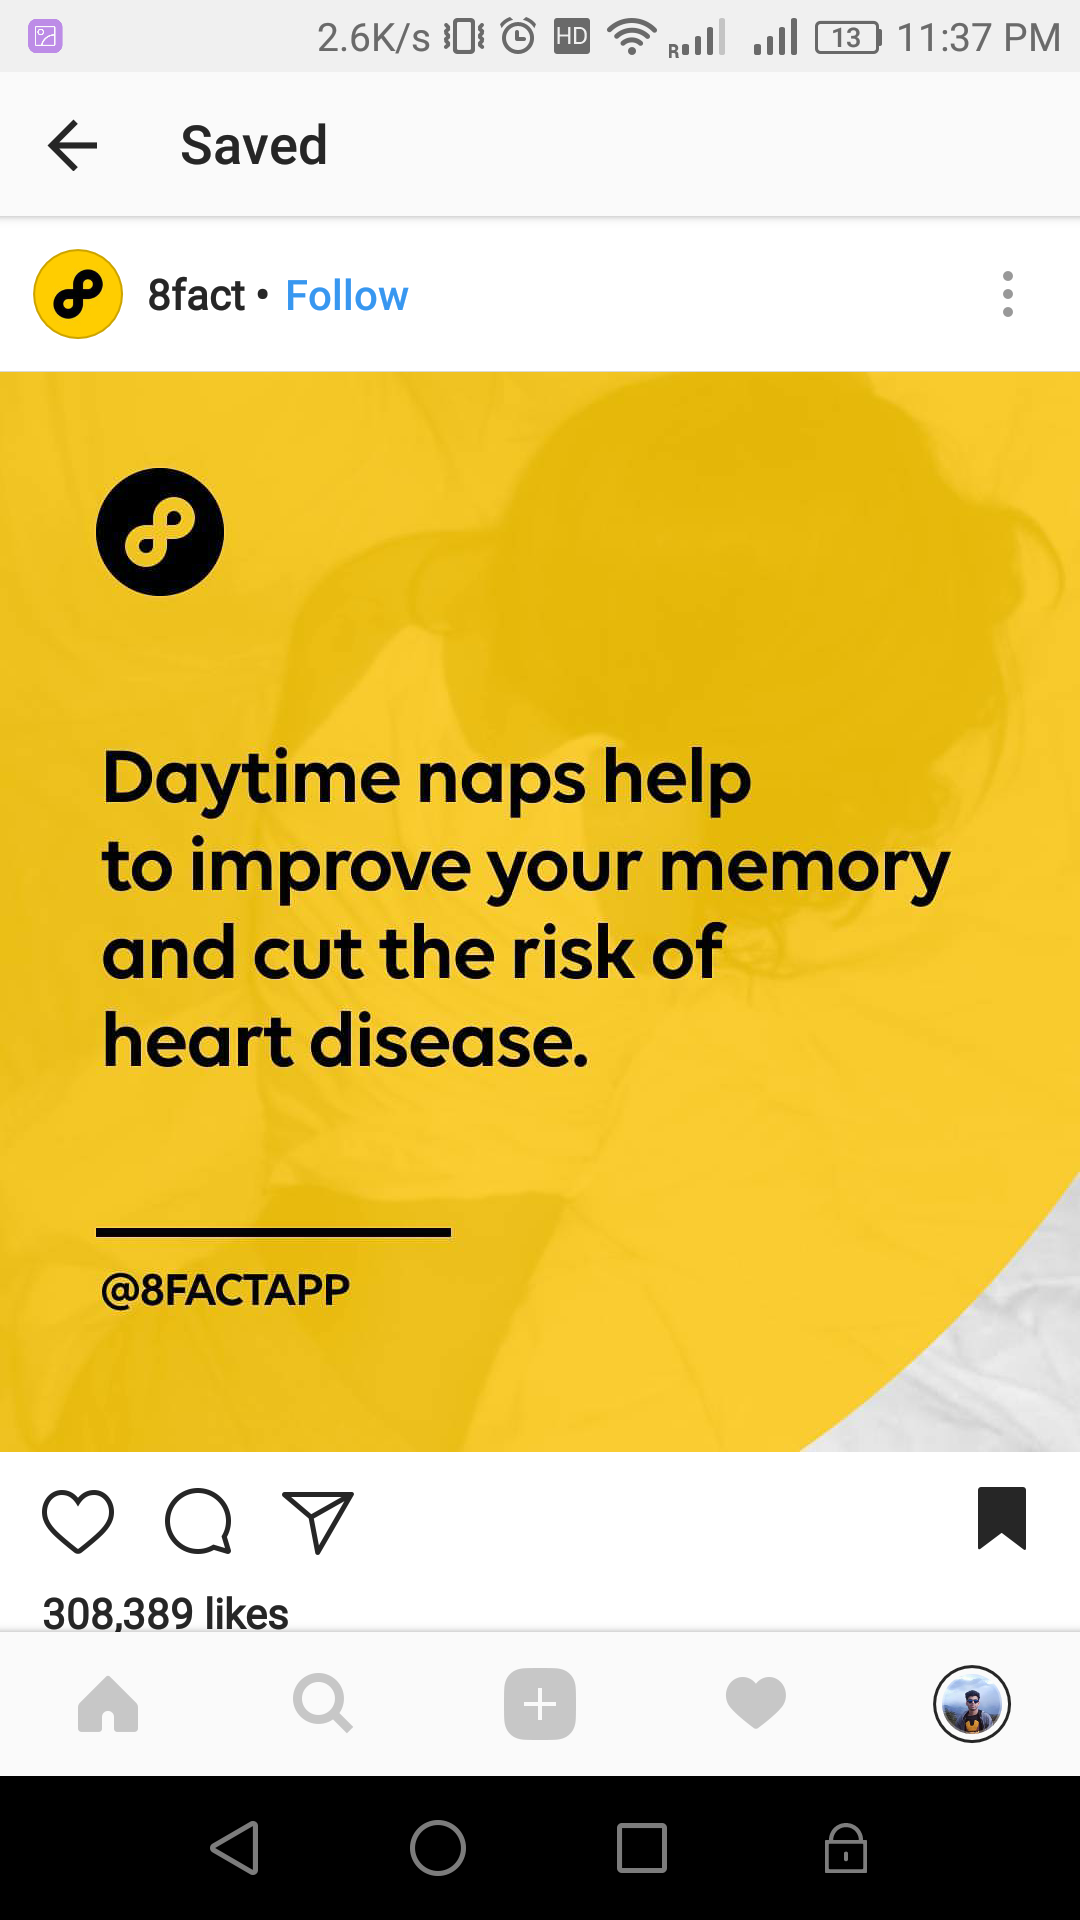 2.6K/s HD R 13 11:37 PM
Saved
8fact • Follow
Daytime naps help
to improve your memory
and cut the risk of
heart disease.
@8FACTAPP
308,389 likes